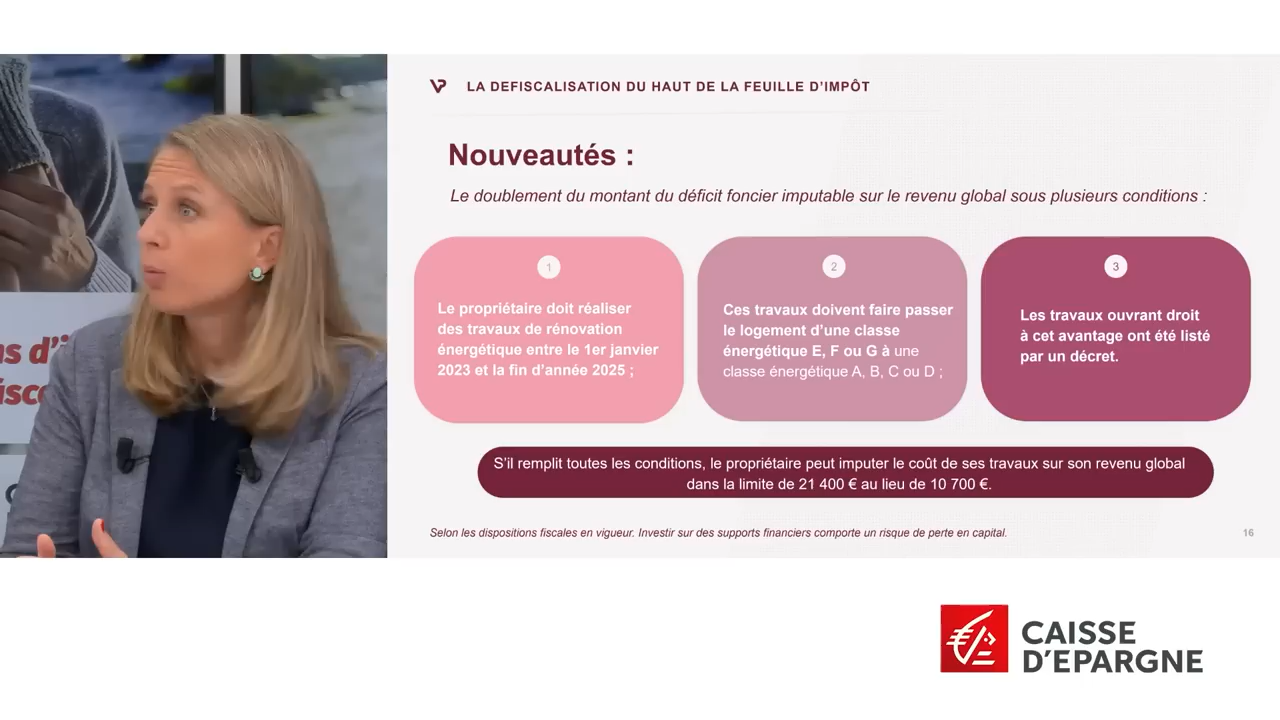 LA DEFISCALISATION DU HAUT DE LA FEUILLE D'IMPÔT
Nouveautés :
Le doublement du montant du déficit foncier imputable sur le revenu global sous plusieurs conditions :
1
Le propriétaire doit réaliser
des travaux de rénovation
énergétique entre le 1er janvier
2023 et la fin d'année 2025 ;
2
Ces travaux doivent faire passer
le logement d'une classe
énergétique E, F ou G à une
classe énergétique A, B, C ou D ;
3
Les travaux ouvrant droit
à cet avantage ont été listé
par un décret.
S'il remplit toutes les conditions, le propriétaire peut imputer le coût de ses travaux sur son revenu global
dans la limite de 21 400 € au lieu de 10 700 €.
Selon les dispositions fiscales en vigueur. Investir sur des supports financiers comporte un risque de perte en capital.
16
CAISSE
D'EPARGNE